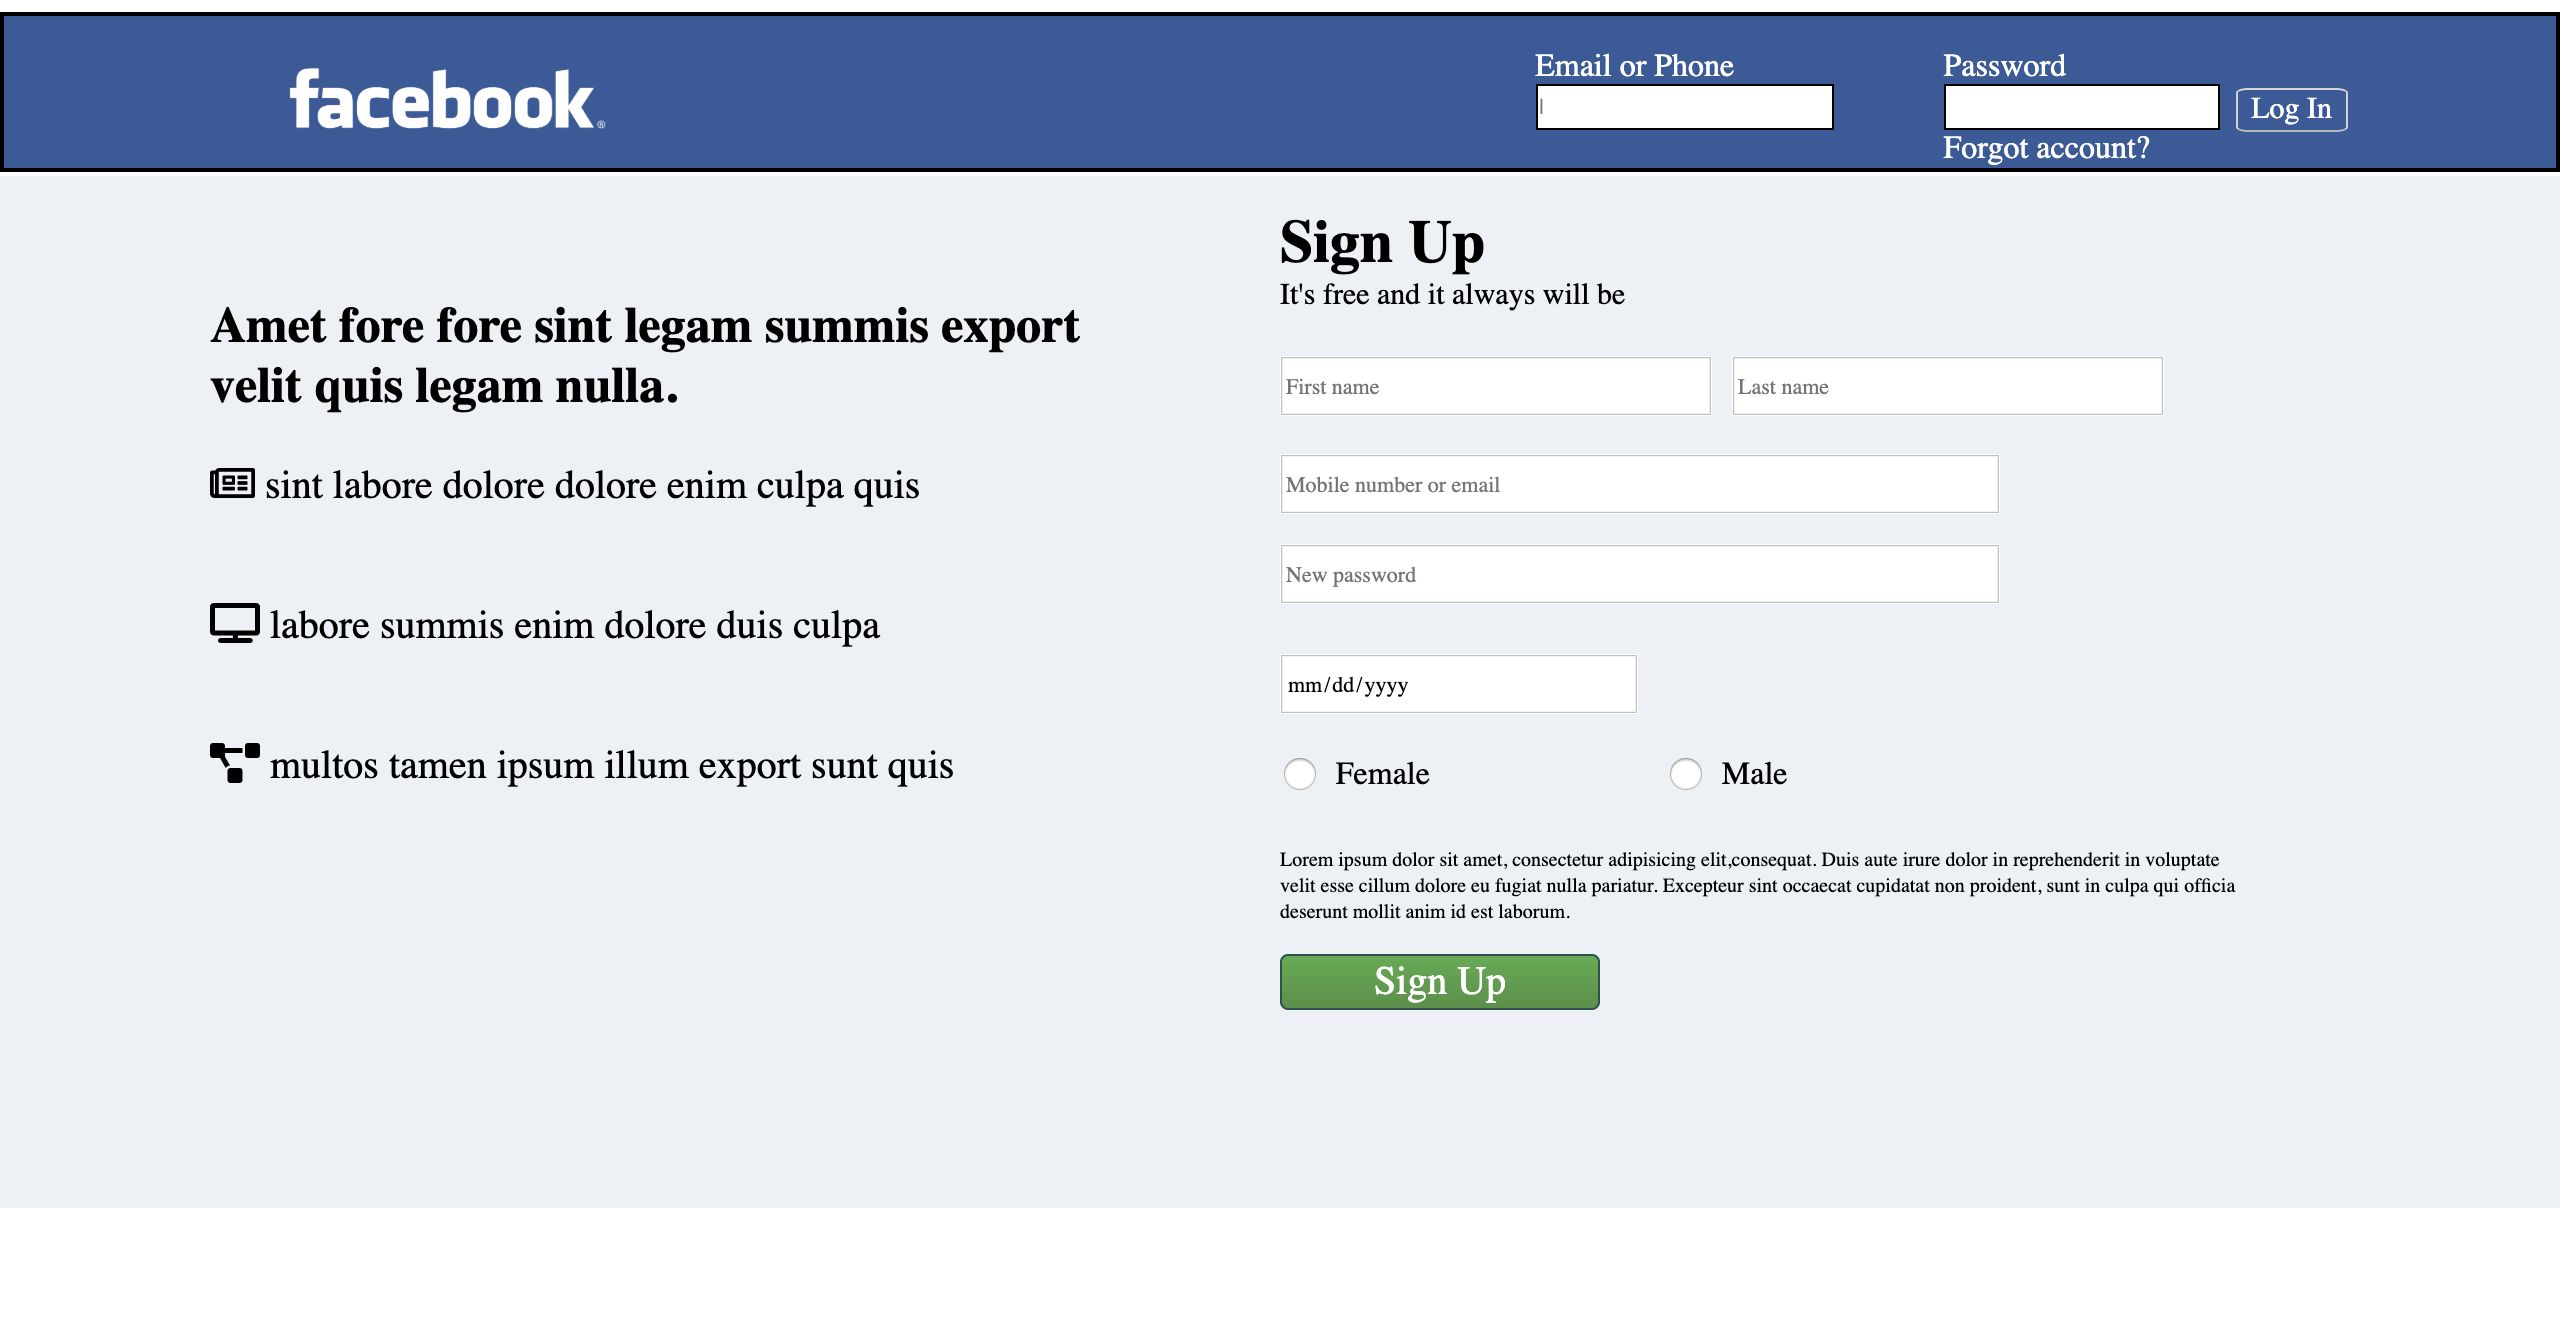 facebook®
Email or Phone
Password
Log In
Forgot account?
Amet fore fore sint legam summis export
velit quis legam nulla.
sint labore dolore dolore enim culpa quis
labore summis enim dolore duis culpa
multos tamen ipsum illum export sunt quis
Sign Up
It's free and it always will be
First name
Last name
Mobile number or email
New password
mm/dd/yyyy
Female
Male
Lorem ipsum dolor sit amet, consectetur adipisicing elit,consequat. Duis aute irure dolor in reprehenderit in voluptate
velit esse cillum dolore eu fugiat nulla pariatur. Excepteur sint occaecat cupidatat non proident, sunt in culpa qui officia
deserunt mollit anim id est laborum.
Sign Up